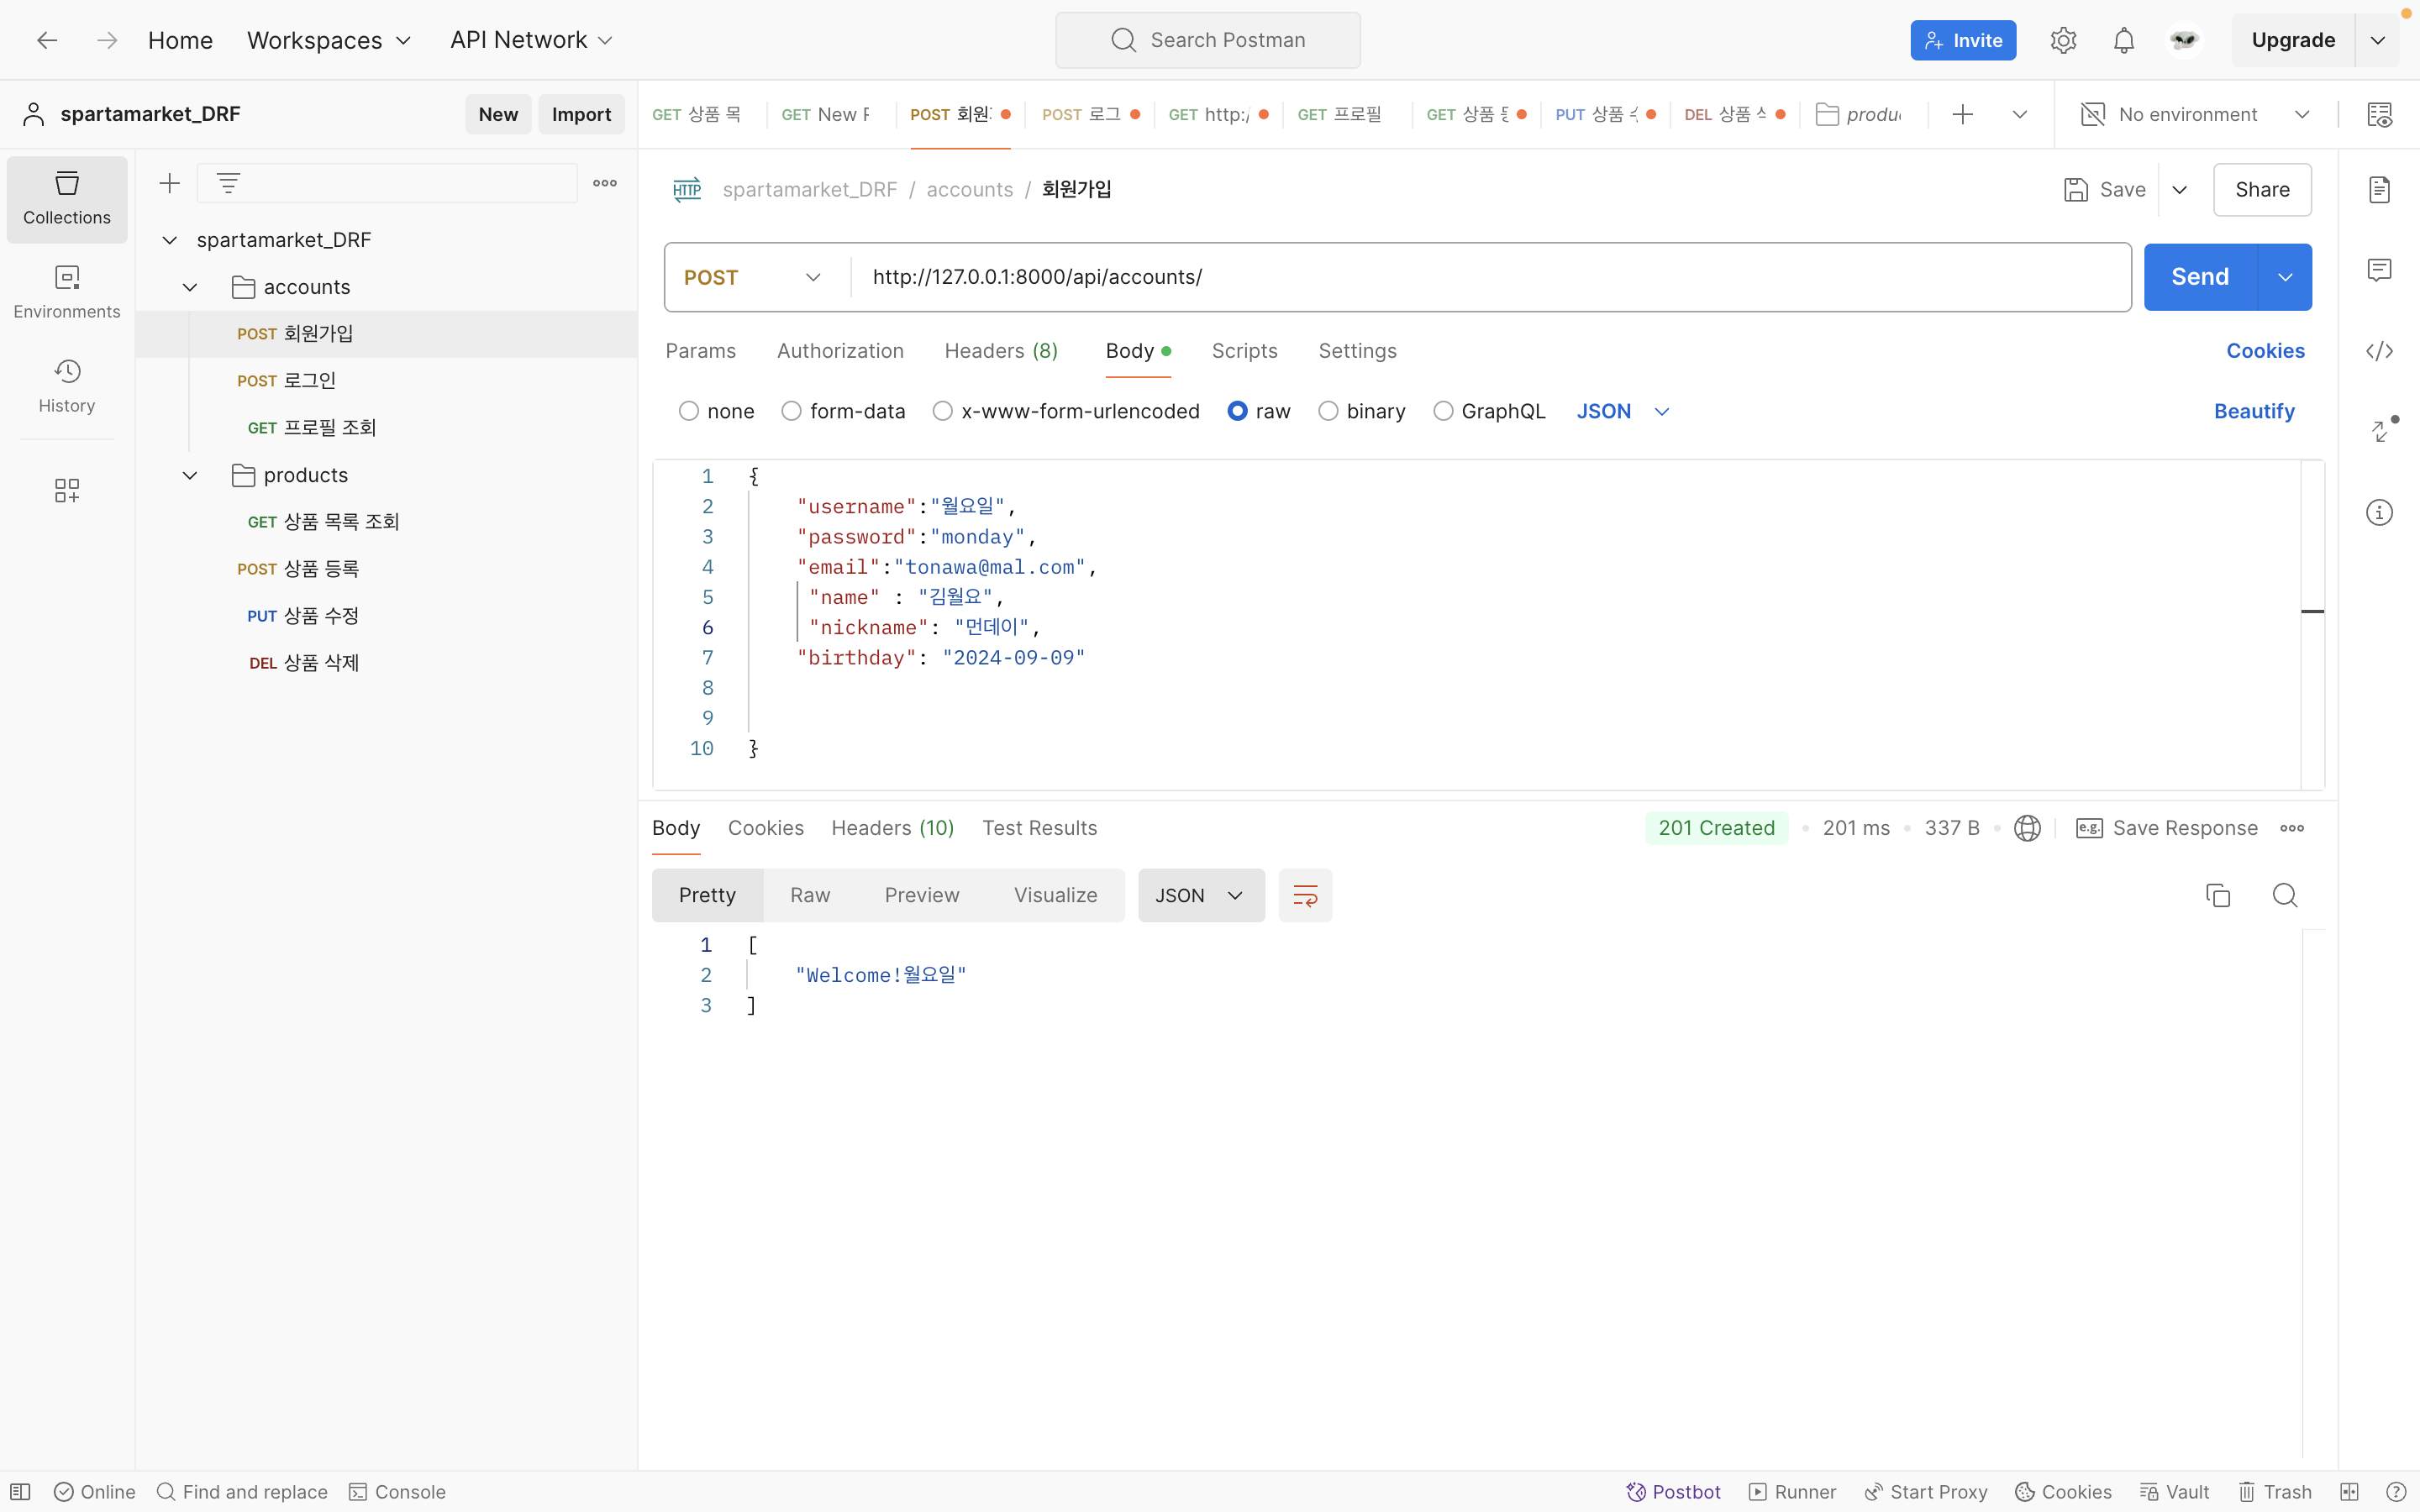 Home Workspaces API Network Search Postman Invite Upgrade
spartamarket_DRF New Import
GET 상품 목 GET New POST 회원 POST 로그 GET http:/ GET 프로필 GET 상품 PUT 상품 DEL 상품 produ No environment
Collections
Environments
History
spartamarket_DRF
accounts
POST 회원가입
POST 로그인
GET 프로필 조회
products
GET 상품 목록 조회
POST 상품 등록
PUT 상품 수정
DEL 상품 삭제
HTTP spartamarket_DRF / accounts / 회원가입 Save Share
POST http://127.0.0.1:8000/api/accounts/ Send
Params Authorization Headers (8) Body Scripts Settings Cookies
none form-data x-www-form-urlencoded raw binary GraphQL JSON Beautify
1 {
2 "username":"월요일",
3 "password":"monday",
4 "email":"tonawa@mal.com",
5 "name" : "김월요",
6 "nickname": "먼데이",
7 "birthday": "2024-09-09"
8
9
10 }
Body Cookies Headers (10) Test Results 201 Created 201 ms 337 B e.g. Save Response
Pretty Raw Preview Visualize JSON
1 [
2 "Welcome!월요일"
3 ]
Online Find and replace Console Postbot Runner Start Proxy Cookies Vault Trash